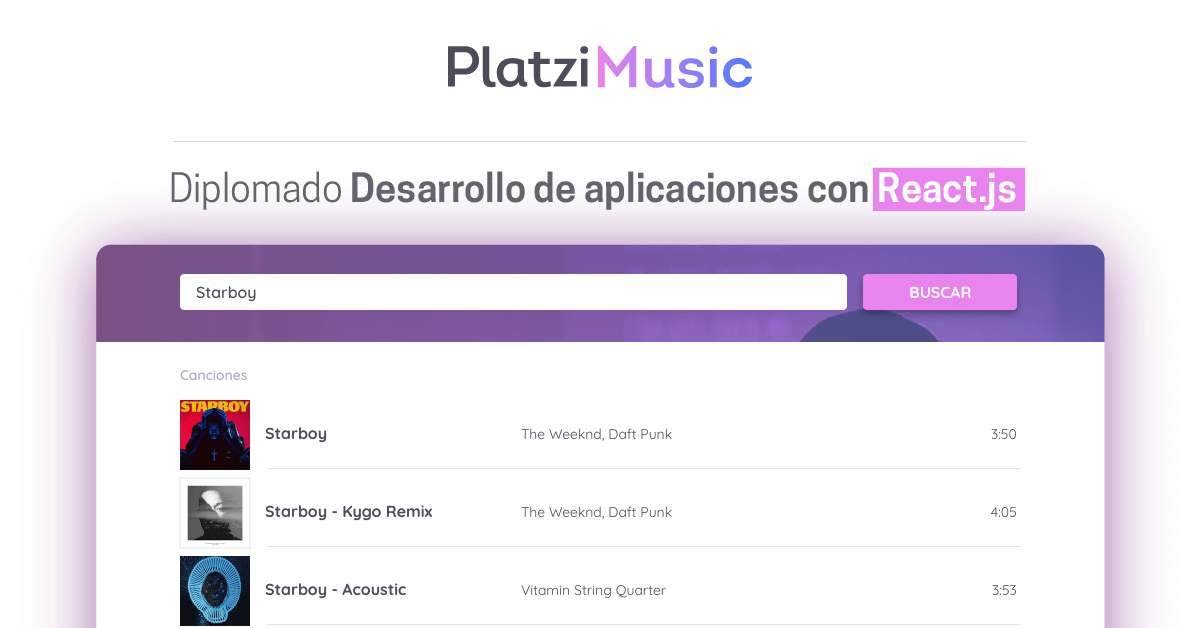 PlatziMusic
Diplomado Desarrollo de aplicaciones con React.js
Starboy
BUSCAR
Canciones
STARBOY
Starboy
The Weeknd, Daft Punk
3:50
Starboy - Kygo Remix
The Weeknd, Daft Punk
4:05
Starboy - Acoustic
Vitamin String Quarter
3:53